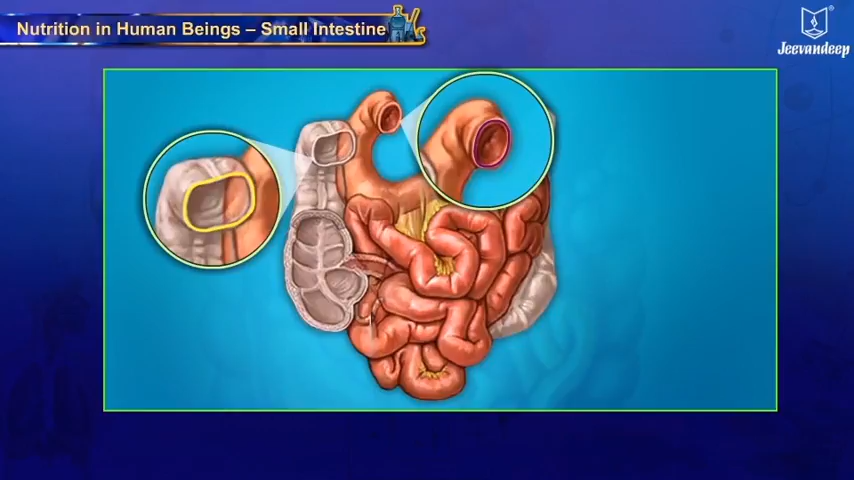 Nutrition in Human Beings – Small Intestine
Jeevandeep